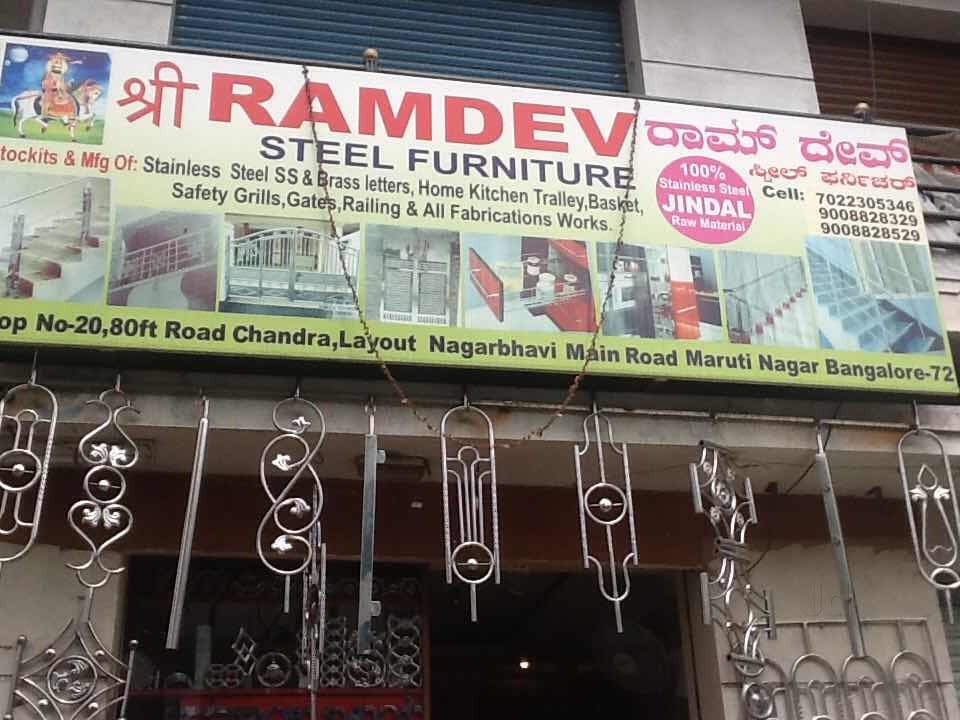 श्री RAMDEV
STEEL FURNITURE
ರಾಮ್ ದೇವ್
ಸ್ಟೀಲ್ ಫರ್ನಿಚರ್
tockits & Mfg Of: Stainless Steel SS & Brass letters, Home Kitchen Tralley,Basket,
Safety Grills,Gates,Railing & All Fabrications Works.
100%
Stainless Steel
JINDAL
Raw Material
Cell: 7022305346
9008828329
9008828529
op No-20,80ft Road Chandra,Layout Nagarbhavi Main Road Maruti Nagar Bangalore-72